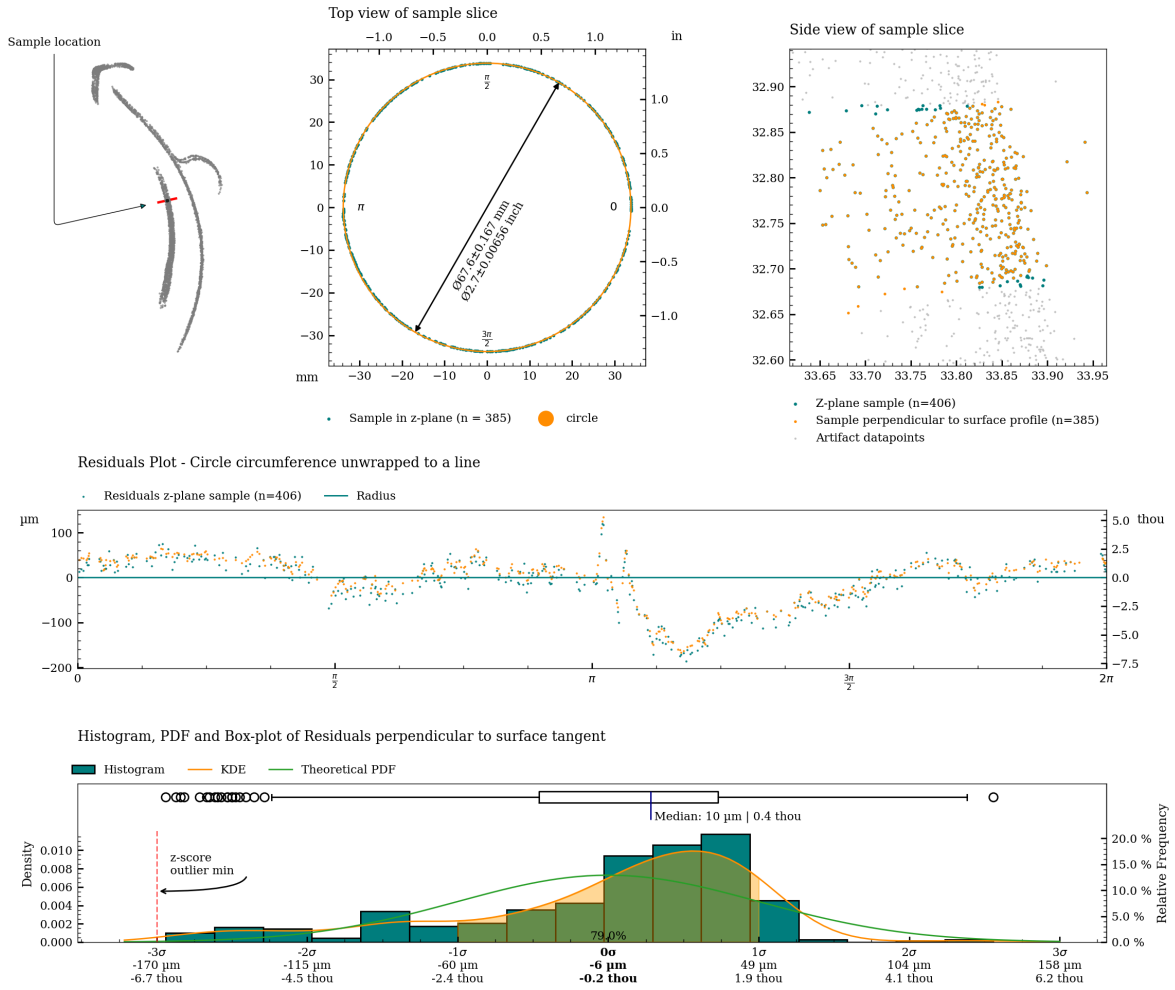 Sample location
Top view of sample slice
−1.0 −0.5 0.0 0.5 1.0 in
30
20
10
0
−10
−20
−30
1.0
0.5
0.0
−0.5
−1.0
π/2
π 0
3π/2
Ø67.6±0.167 mm
Ø2.7±0.00656 inch
mm −30 −20 −10 0 10 20 30
Sample in z-plane (n = 385) circle
Side view of sample slice
32.90
32.85
32.80
32.75
32.70
32.65
32.60
33.65 33.70 33.75 33.80 33.85 33.90 33.95
Z-plane sample (n=406)
Sample perpendicular to surface profile (n=385)
Artifact datapoints
Residuals Plot - Circle circumference unwrapped to a line
Residuals z-plane sample (n=406) Radius
µm thou
100
0
−100
−200
5.0
2.5
0.0
−2.5
−5.0
−7.5
0 π/2 π 3π/2 2π
Histogram, PDF and Box-plot of Residuals perpendicular to surface tangent
Histogram KDE Theoretical PDF
Median: 10 µm | 0.4 thou
z-score
outlier min
Density
0.010
0.008
0.006
0.004
0.002
0.000
Relative Frequency
20.0 %
15.0 %
10.0 %
5.0 %
0.0 %
79.0%
-3σ -2σ -1σ 0σ 1σ 2σ 3σ
-170 µm -115 µm -60 µm -6 µm 49 µm 104 µm 158 µm
-6.7 thou -4.5 thou -2.4 thou -0.2 thou 1.9 thou 4.1 thou 6.2 thou